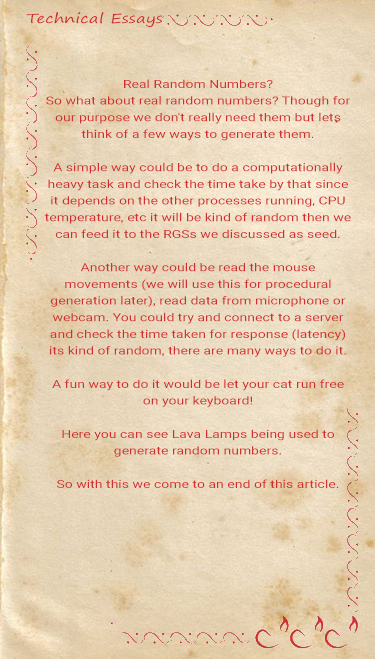 Technical Essays
Real Random Numbers?
So what about real random numbers? Though for
our purpose we don't really need them but lets
think of a few ways to generate them.
A simple way could be to do a computationally
heavy task and check the time take by that since
it depends on the other processes running, CPU
temperature, etc it will be kind of random then we
can feed it to the RGSs we discussed as seed.
Another way could be read the mouse
movements (we will use this for procedural
generation later), read data from microphone or
webcam. You could try and connect to a server
and check the time taken for response (latency)
its kind of random, there are many ways to do it.
A fun way to do it would be let your cat run free
on your keyboard!
Here you can see Lava Lamps being used to
generate random numbers.
So with this we come to an end of this article.